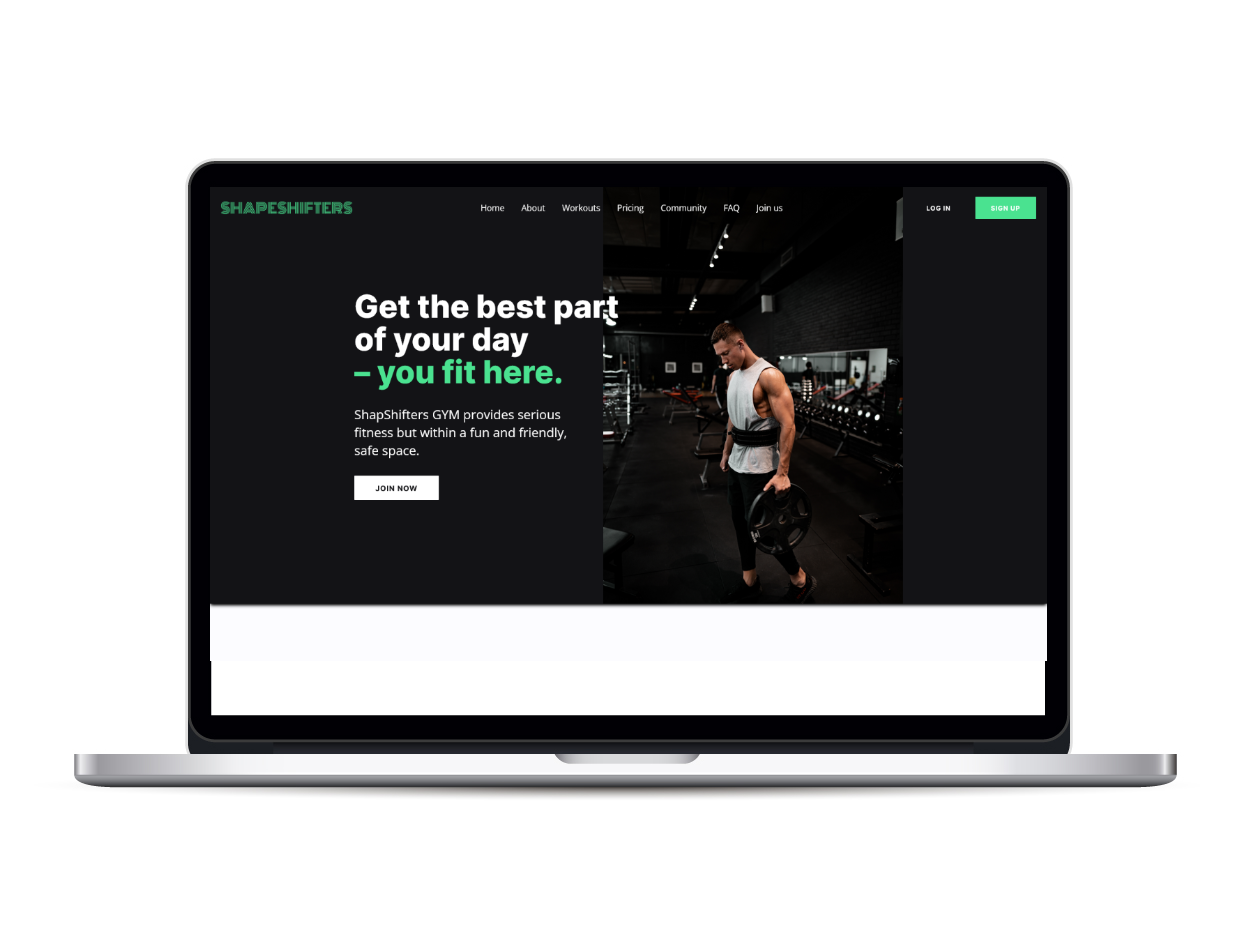 SHAPESHIFTERS
Home About Workouts Pricing Community FAQ Join us
LOG IN
SIGN UP
Get the best part
of your day
– you fit here.
ShapShifters GYM provides serious
fitness but within a fun and friendly,
safe space.
JOIN NOW